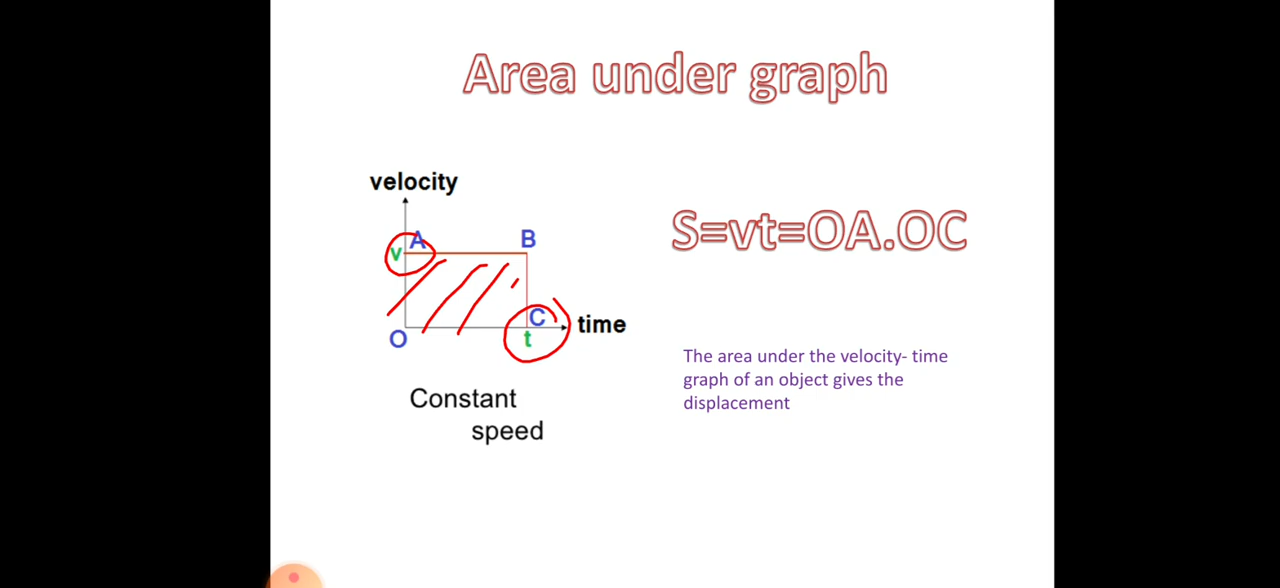 Area under graph
velocity
A
B
v
S=vt=OA.OC
C
time
O
t
The area under the velocity- time
graph of an object gives the
displacement
Constant
speed